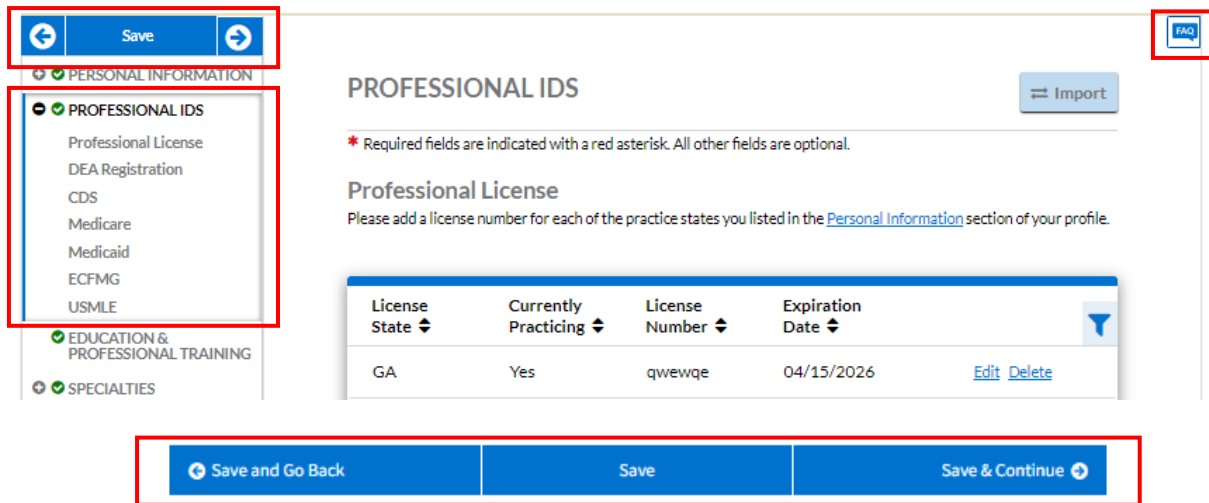 Save
FAQ
PERSONAL INFORMATION
PROFESSIONAL IDS
Professional License
DEA Registration
CDS
Medicare
Medicaid
ECFMG
USMLE
EDUCATION &
PROFESSIONAL TRAINING
SPECIALTIES
PROFESSIONAL IDS
Import
* Required fields are indicated with a red asterisk. All other fields are optional.
Professional License
Please add a license number for each of the practice states you listed in the Personal Information section of your profile.
License State Currently Practicing License Number Expiration Date
GA Yes qwewqe 04/15/2026 Edit Delete
Save and Go Back Save Save & Continue